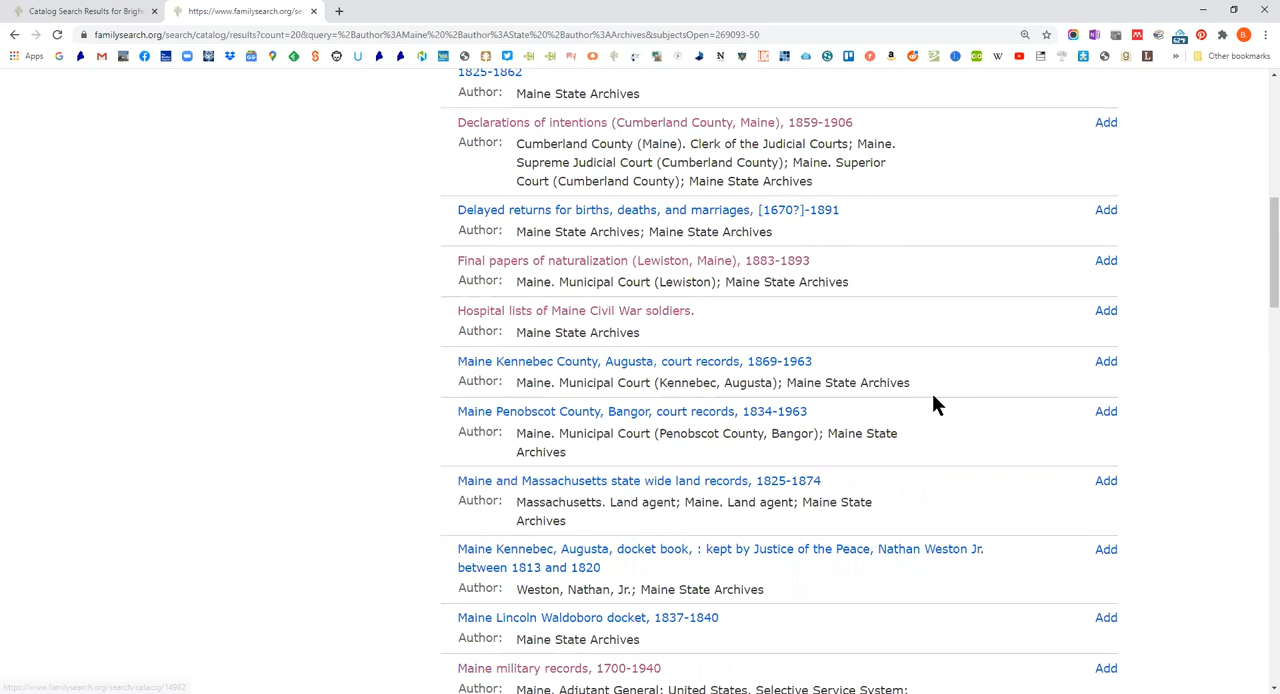 Catalog Search Results for Brigh
https://www.familysearch.org/se
familysearch.org/search/catalog/results?count=20&query=%2Bauthor%3AMaine%20%2Bauthor%3AState%20%2Bauthor%3AArchives&subjectsOpen=269093-50
Apps
Other bookmarks
1825-1862
Author: Maine State Archives
Declarations of intentions (Cumberland County, Maine), 1859-1906 Add
Author: Cumberland County (Maine). Clerk of the Judicial Courts; Maine.
Supreme Judicial Court (Cumberland County); Maine. Superior
Court (Cumberland County); Maine State Archives
Delayed returns for births, deaths, and marriages, [1670?]-1891 Add
Author: Maine State Archives; Maine State Archives
Final papers of naturalization (Lewiston, Maine), 1883-1893 Add
Author: Maine. Municipal Court (Lewiston); Maine State Archives
Hospital lists of Maine Civil War soldiers. Add
Author: Maine State Archives
Maine Kennebec County, Augusta, court records, 1869-1963 Add
Author: Maine. Municipal Court (Kennebec, Augusta); Maine State Archives
Maine Penobscot County, Bangor, court records, 1834-1963 Add
Author: Maine. Municipal Court (Penobscot County, Bangor); Maine State
Archives
Maine and Massachusetts state wide land records, 1825-1874 Add
Author: Massachusetts. Land agent; Maine. Land agent; Maine State
Archives
Maine Kennebec, Augusta, docket book, : kept by Justice of the Peace, Nathan Weston Jr. Add
between 1813 and 1820
Author: Weston, Nathan, Jr.; Maine State Archives
Maine Lincoln Waldoboro docket, 1837-1840 Add
Author: Maine State Archives
Maine military records, 1700-1940 Add
Author: Maine. Adjutant General; United States. Selective Service System;
https://www.familysearch.org/search/catalog/14982